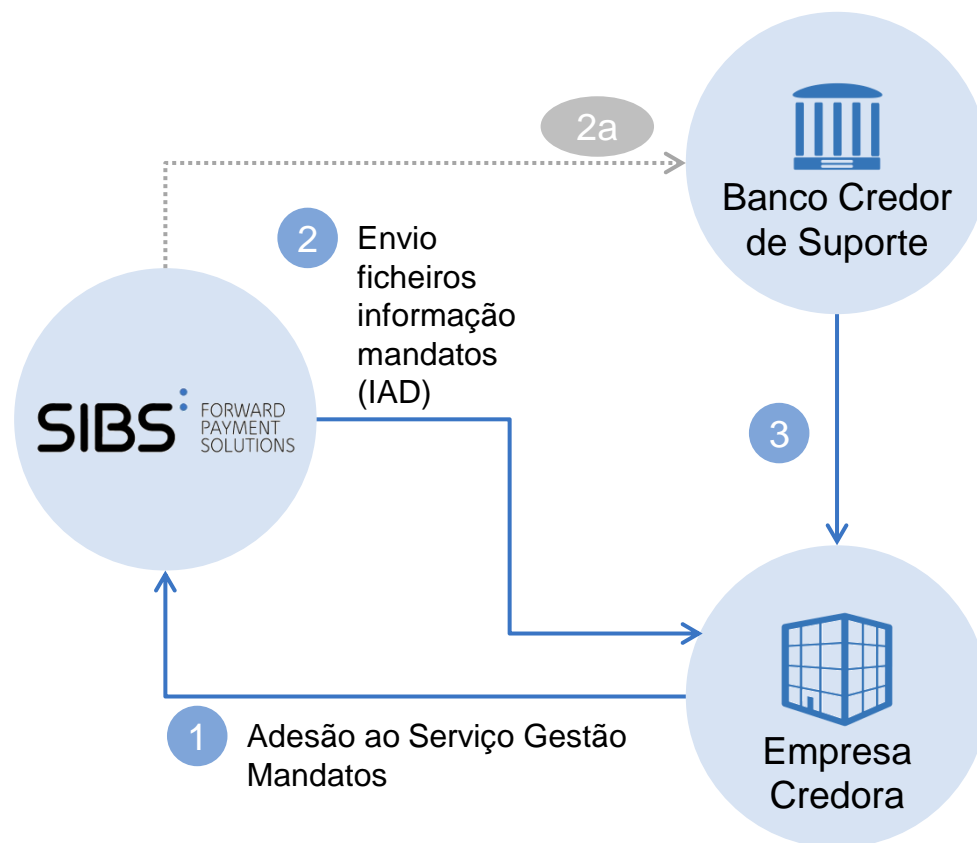 2a
Banco Credor
de Suporte
2
Envio
ficheiros
informação
mandatos
(IAD)
SIBS
FORWARD
PAYMENT
SOLUTIONS
3
1
Adesão ao Serviço Gestão
Mandatos
Empresa
Credora